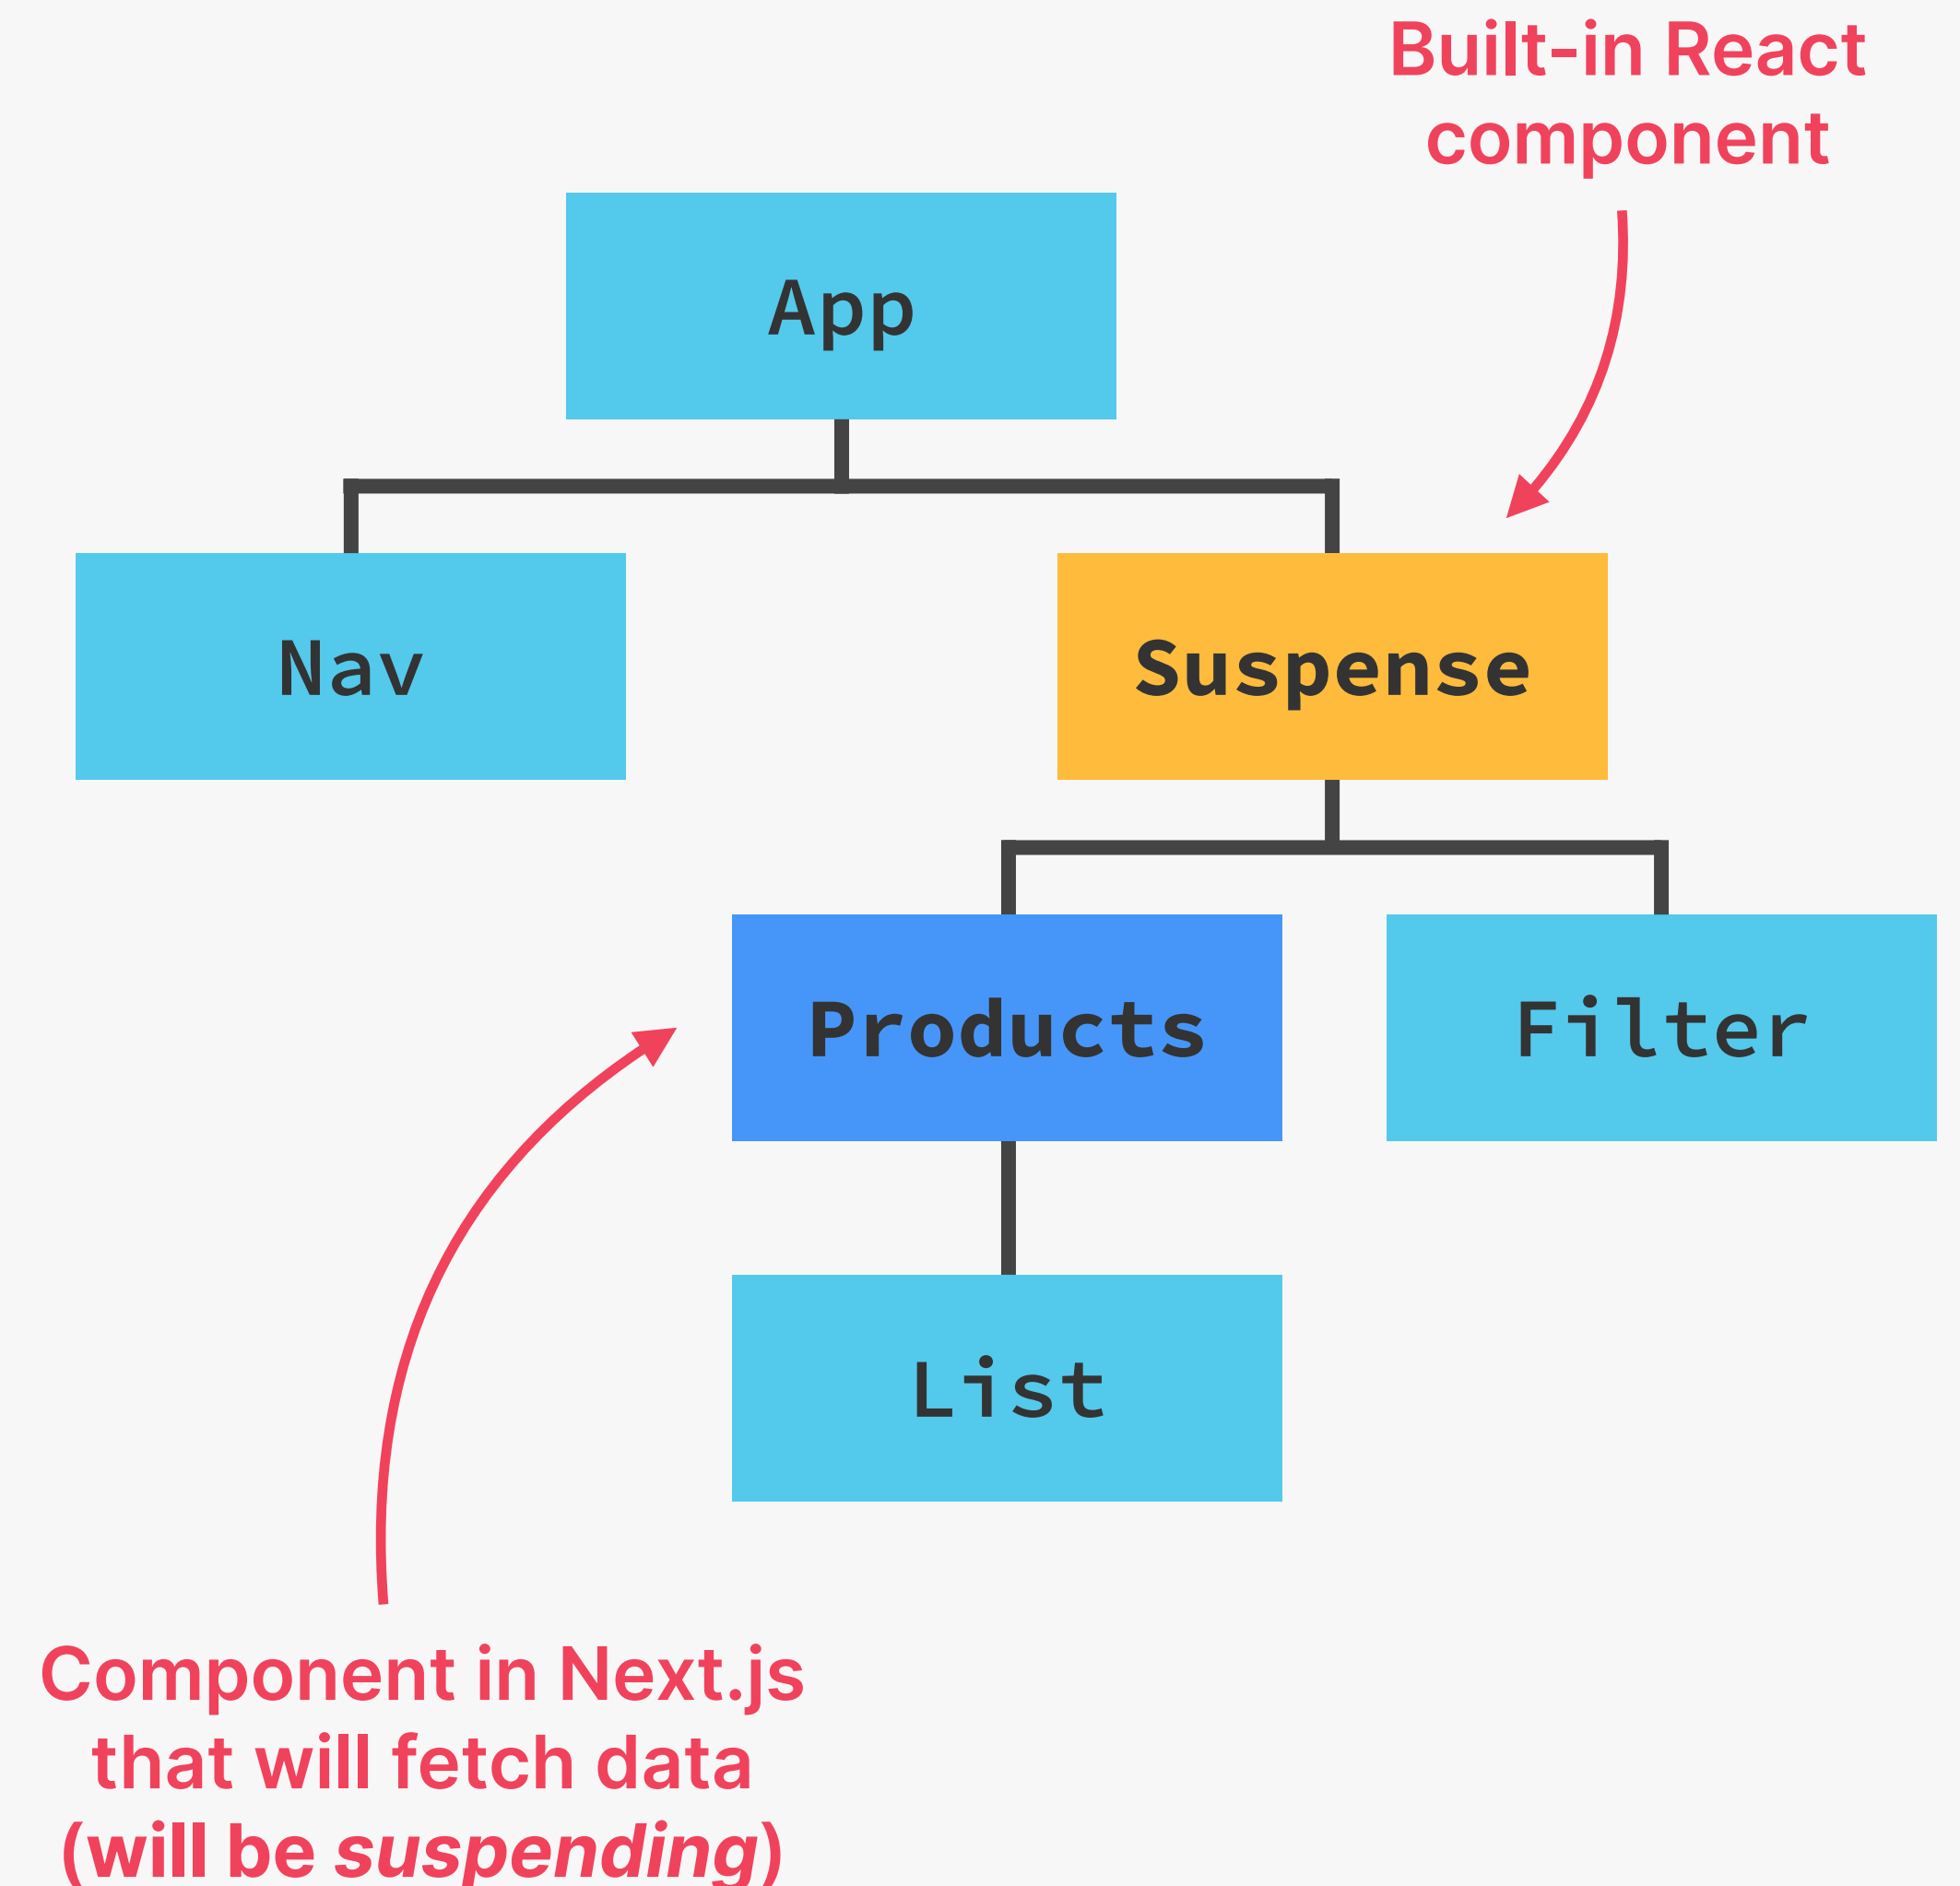 Built-in React
component
App
Nav
Suspense
Products
Filter
List
Component in Next.js
that will fetch data
(will be suspending)